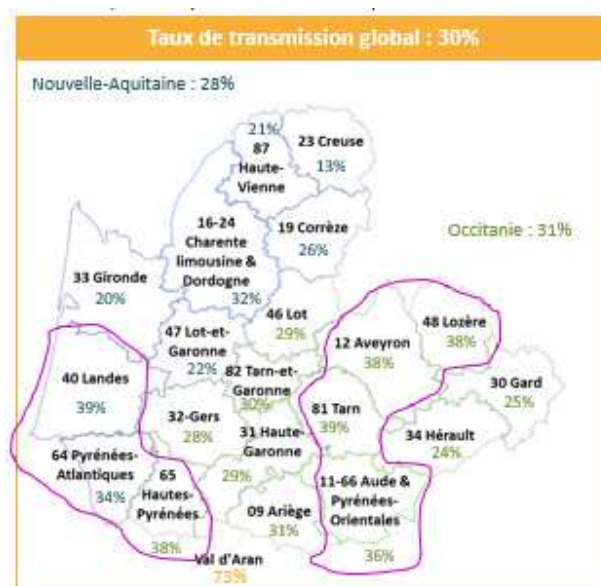 Taux de transmission global : 30%
Nouvelle-Aquitaine : 28%
21%
87
Haute-
Vienne
23 Creuse
13%
16-24
Charente
limousine &
Dordogne
32%
19 Corrèze
26%
Occitanie : 31%
33 Gironde
20%
46 Lot
29%
47 Lot-et-
Garonne
22%
12 Aveyron
38%
48 Lozère
38%
40 Landes
39%
82 Tarn-et-
Garonne
30%
30 Gard
25%
32-Gers
28%
31 Haute-
Garonne
29%
81 Tarn
39%
34 Hérault
24%
64 Pyrénées-
Atlantiques
34%
65
Hautes-
Pyrénées
38%
09 Ariège
31%
11-66 Aude &
Pyrénées-
Orientales
36%
Val d'Aran
73%